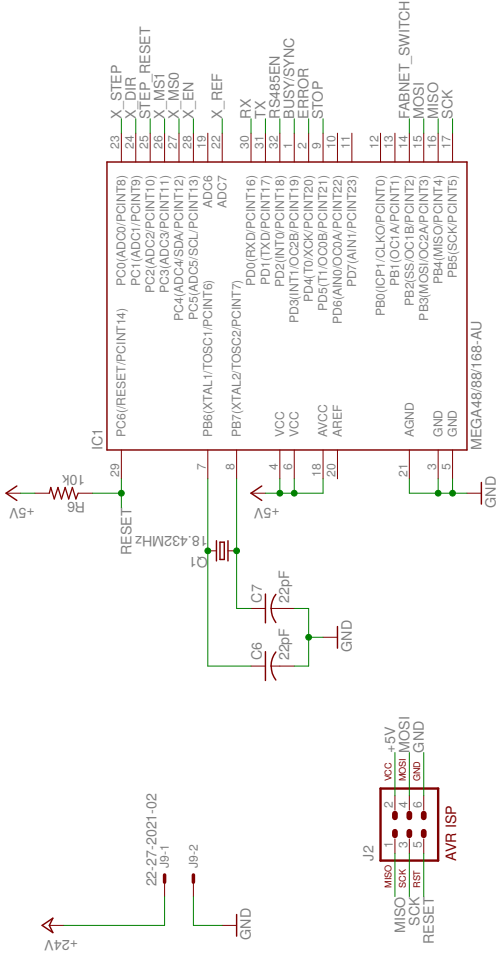 IC1
MEGA48/88/168-AU
29
PC6(/RESET/PCINT14)
7
PB6(XTAL1/TOSC1/PCINT6)
8
PB7(XTAL2/TOSC2/PCINT7)
4
VCC
6
VCC
18
AVCC
20
AREF
21
AGND
3
GND
5
GND
PC0(ADC0/PCINT8)
23
X_STEP
PC1(ADC1/PCINT9)
24
X_DIR
PC2(ADC2/PCINT10)
25
STEP_RESET
PC3(ADC3/PCINT11)
26
X_MS1
PC4(ADC4/SDA/PCINT12)
27
X_MS0
PC5(ADC5/SCL/PCINT13)
28
X_EN
ADC6
19
ADC7
22
X_REF
PD0(RXD/PCINT16)
30
RX
PD1(TXD/PCINT17)
31
TX
PD2(INT0/PCINT18)
32
RS485EN
PD3(INT1/OC2B/PCINT19)
1
BUSY/SYNC
PD4(T0/XCK/PCINT20)
2
ERROR
PD5(T1/OC0B/PCINT21)
9
STOP
PD6(AIN0/OC0A/PCINT22)
10
PD7(AIN1/PCINT23)
11
PB0(ICP1/CLKO/PCINT0)
12
PB1(OC1A/PCINT1)
13
PB2(SS/OC1B/PCINT2)
14
FABNET_SWITCH
PB3(MOSI/OC2A/PCINT3)
15
MOSI
PB4(MISO/PCINT4)
16
MISO
PB5(SCK/PCINT5)
17
SCK
+5V
R6
10k
RESET
Q1
18.432MHz
C7
22pF
C6
22pF
GND
+5V
GND
+24V
22-27-2021-02
J9-1
J9-2
GND
J2
AVR ISP
MISO
MISO
1
2
VCC
+5V
SCK
SCK
3
4
MOSI
MOSI
RESET
RST
5
6
GND
GND